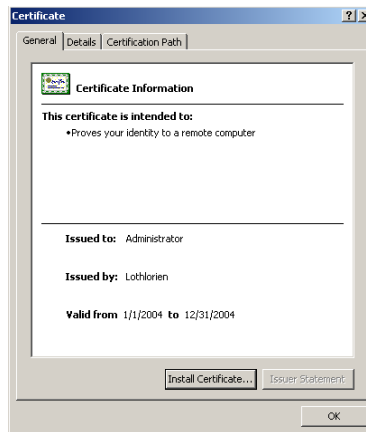 Certificate
General Details Certification Path
Certificate Information
This certificate is intended to:
•Proves your identity to a remote computer
Issued to: Administrator
Issued by: Lothlorien
Valid from 1/1/2004 to 12/31/2004
Install Certificate... Issuer Statement
OK